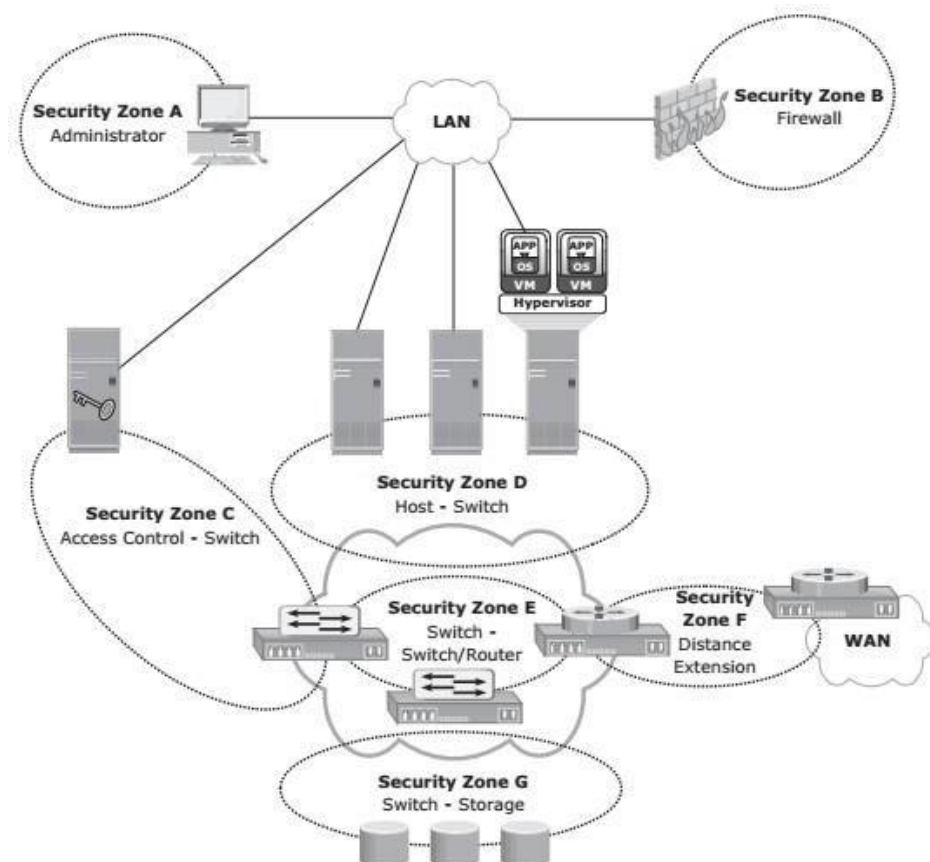 Security Zone A
Administrator
LAN
Security Zone B
Firewall
APP
OS
VM
APP
OS
VM
Hypervisor
Security Zone D
Host - Switch
Security Zone C
Access Control - Switch
Security Zone E
Switch -
Switch/Router
Security
Zone F
Distance
Extension
WAN
Security Zone G
Switch - Storage